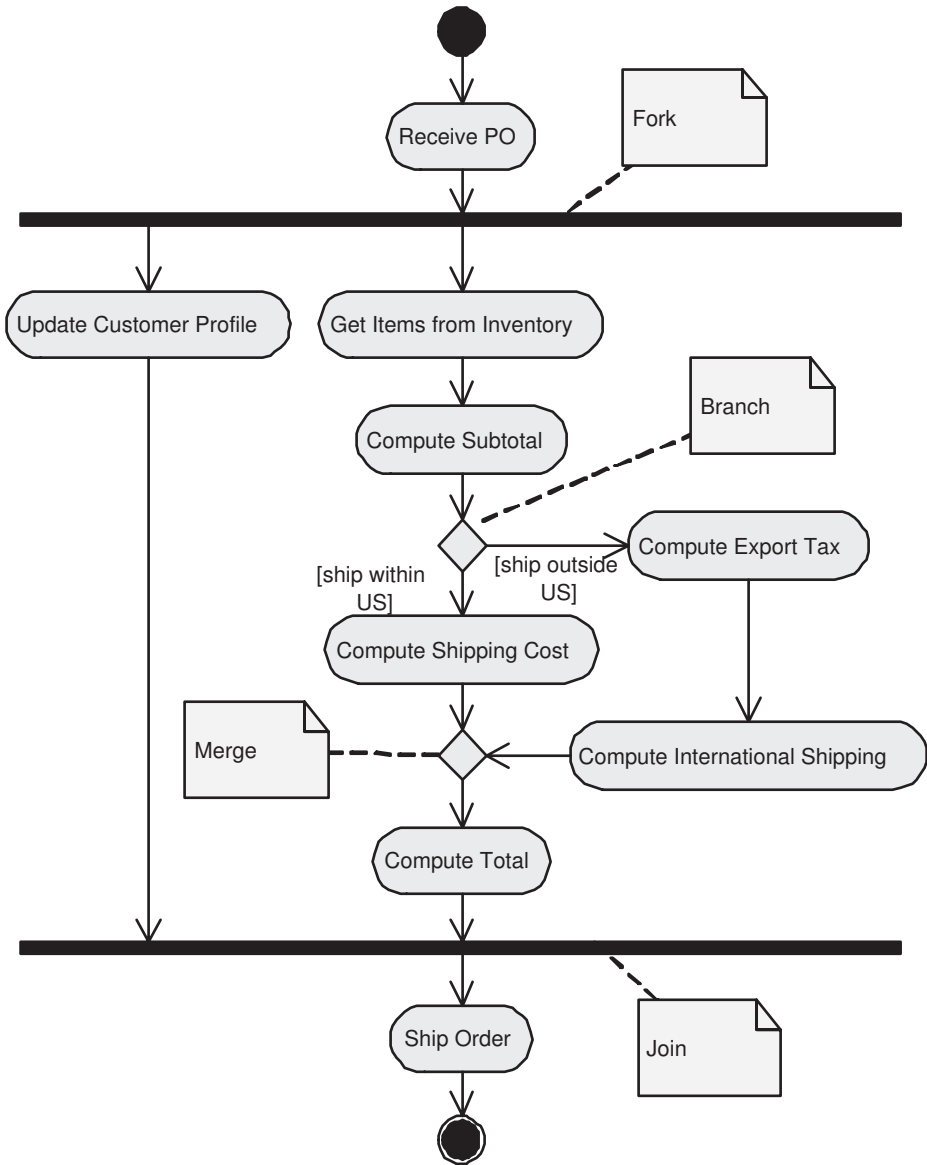 Receive PO
Fork
Update Customer Profile
Get Items from Inventory
Branch
Compute Subtotal
Compute Export Tax
[ship within
US]
[ship outside
US]
Compute Shipping Cost
Merge
Compute International Shipping
Compute Total
Ship Order
Join